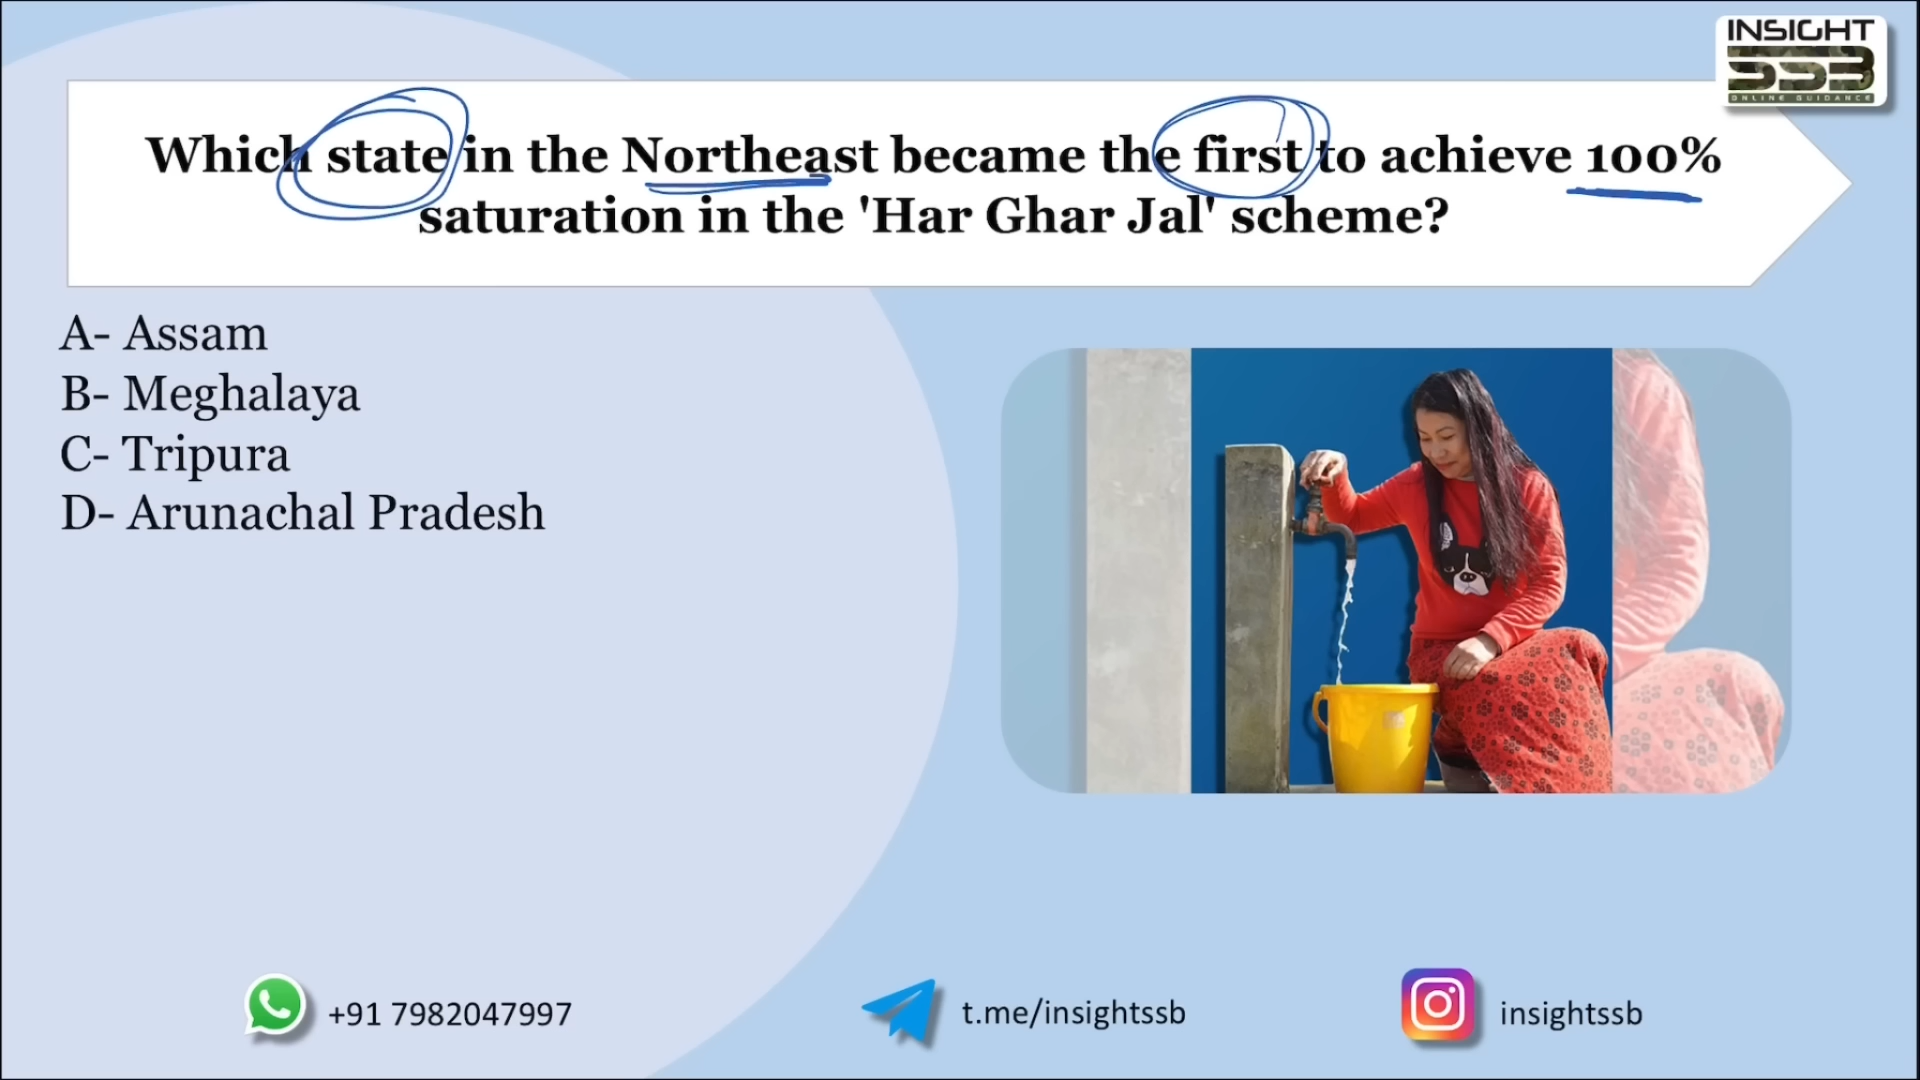 INSIGHT
SSB
ONLINE GUIDANCE
Which state in the Northeast became the first to achieve 100%
saturation in the 'Har Ghar Jal' scheme?
A- Assam
B- Meghalaya
C- Tripura
D- Arunachal Pradesh
+91 7982047997
t.me/insightssb
insightssb